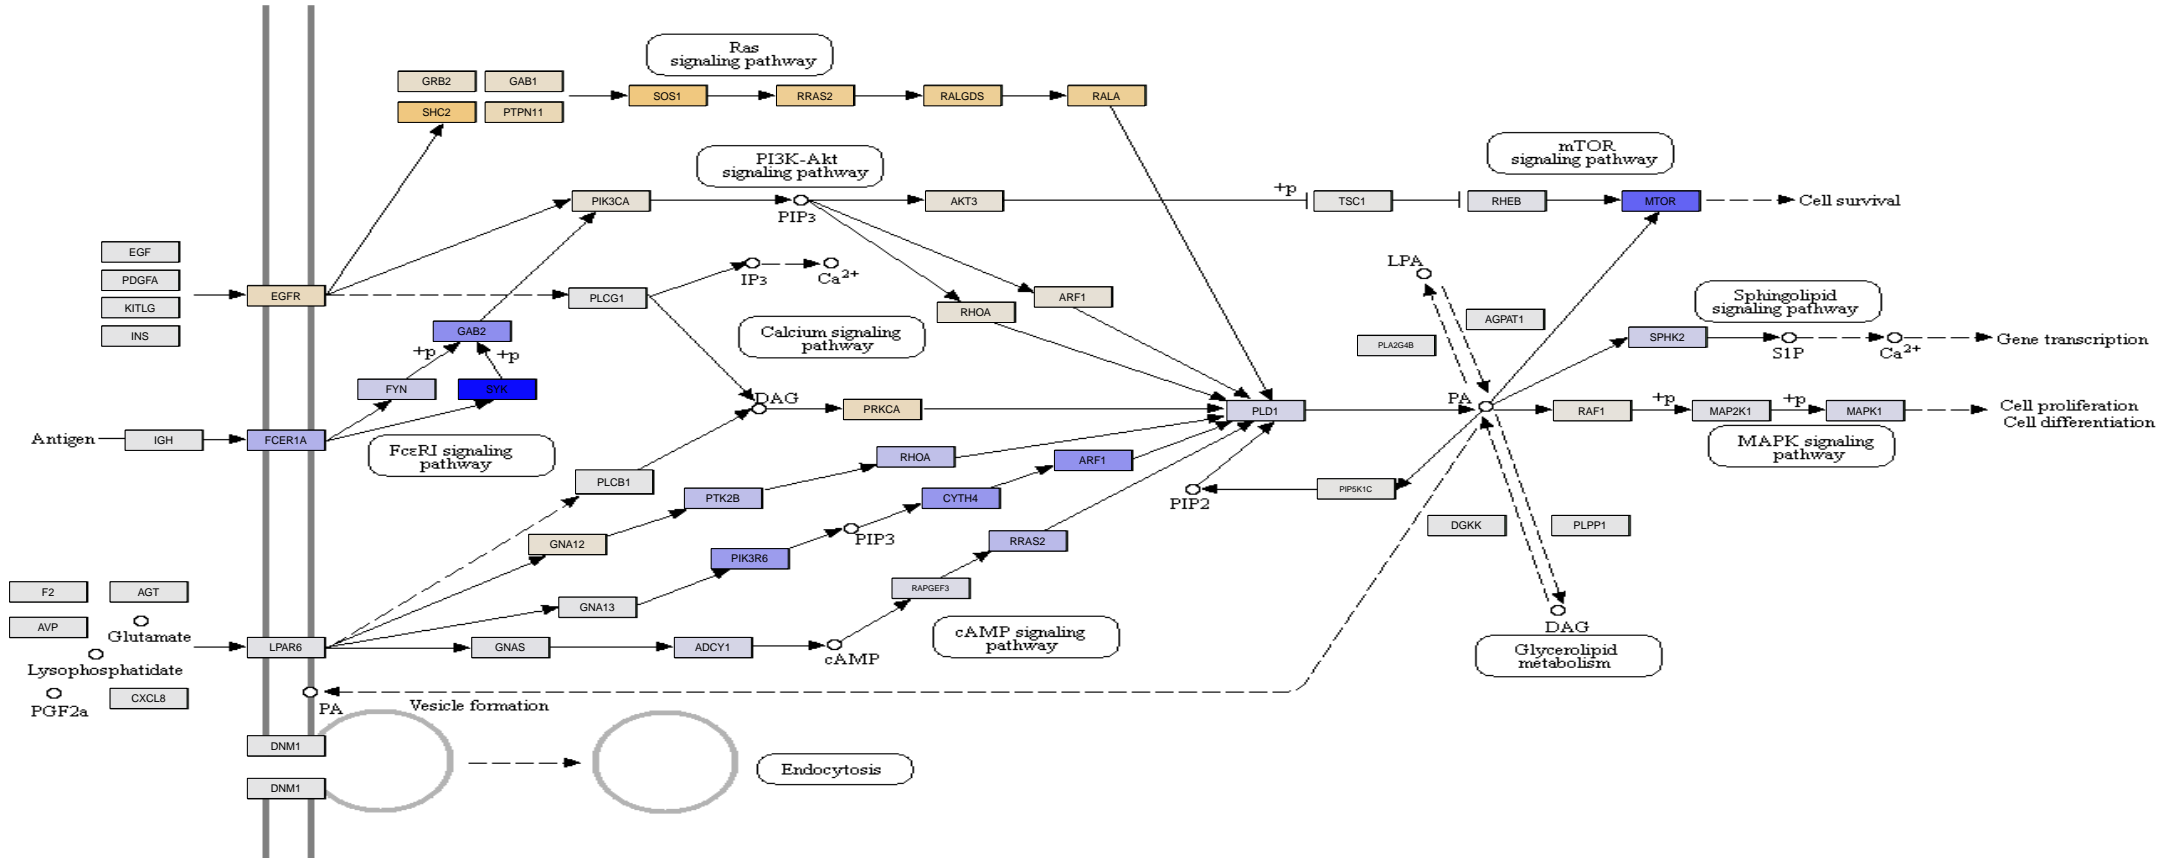 Ras
signaling pathway
GRB2
GAB1
SHC2
PTPN11
SOS1
RRAS2
RALGDS
RALA
PI3K-Akt
signaling pathway
mTOR
signaling pathway
PIK3CA
PIP3
AKT3
+p
TSC1
RHEB
MTOR
Cell survival
EGF
PDGFA
KITLG
INS
EGFR
PLCG1
IP3
Ca2+
RHOA
ARF1
LPA
AGPAT1
PLA2G4B
Sphingolipid
signaling pathway
SPHK2
S1P
Ca2+
Gene transcription
GAB2
+p
+p
FYN
SYK
Calcium signaling
pathway
DAG
PRKCA
PLD1
PA
RAF1
+p
MAP2K1
+p
MAPK1
Cell proliferation
Cell differentiation
MAPK signaling
pathway
Antigen
IGH
FCER1A
FcεRI signaling
pathway
PLCB1
PTK2B
RHOA
CYTH4
ARF1
PIP2
PIP5K1C
DGKK
PLPP1
GNA12
PIK3R6
PIP3
RRAS2
RAPGEF3
GNA13
F2
AGT
AVP
Glutamate
Lysophosphatidate
PGF2a
CXCL8
LPAR6
GNAS
ADCY1
cAMP
cAMP signaling
pathway
DAG
Glycerolipid
metabolism
PA
Vesicle formation
DNM1
DNM1
Endocytosis